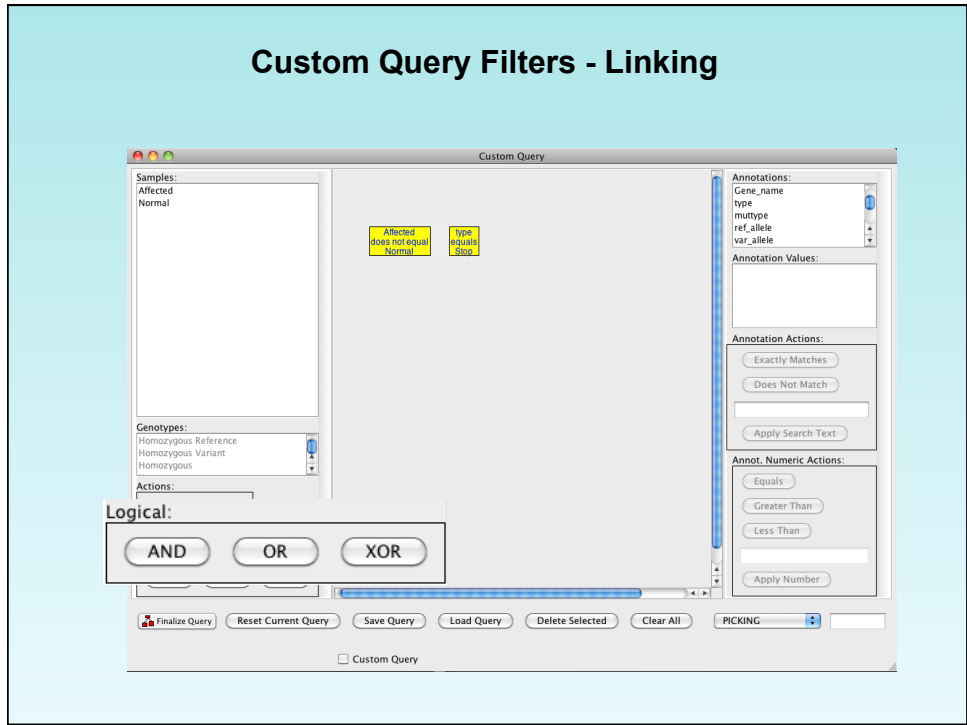 Custom Query Filters - Linking
Custom Query
Samples:
Affected
Normal
Genotypes:
Homozygous Reference
Homozygous Variant
Homozygous
Actions:
Logical:
AND OR XOR
Affected
does not equal
Normal
type
equals
Stop
Annotations:
Gene_name
type
muttype
ref_allele
var_allele
Annotation Values:
Annotation Actions:
Exactly Matches
Does Not Match
Apply Search Text
Annot. Numeric Actions:
Equals
Greater Than
Less Than
Apply Number
Finalize Query Reset Current Query Save Query Load Query Delete Selected Clear All PICKING
Custom Query